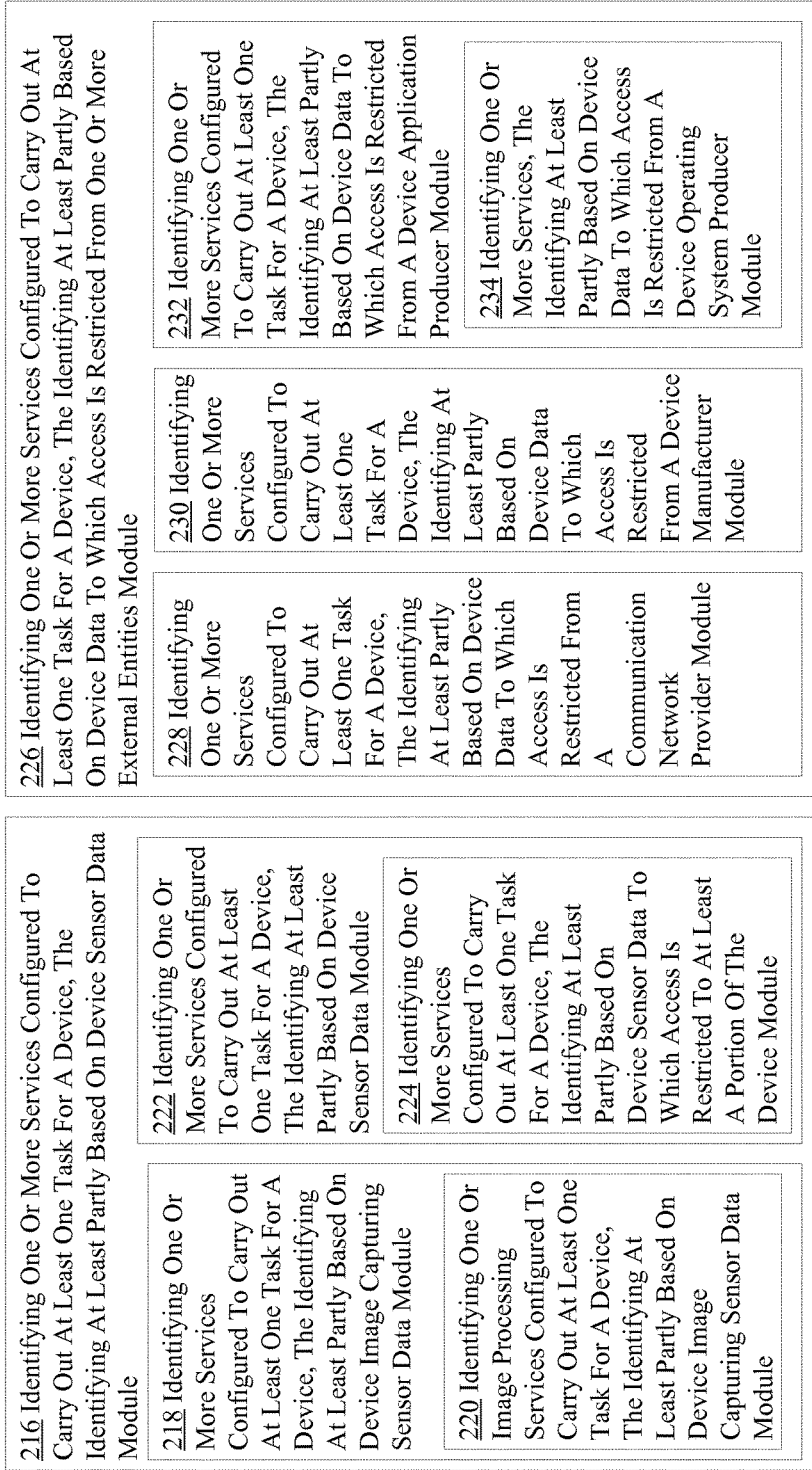 216 Identifying One Or More Services Configured To
Carry Out At Least One Task For A Device, The
Identifying At Least Partly Based On Device Sensor Data
Module
218 Identifying One Or
More Services
Configured To Carry Out
At Least One Task For A
Device, The Identifying
At Least Partly Based On
Device Image Capturing
Sensor Data Module
220 Identifying One Or
Image Processing
Services Configured To
Carry Out At Least One
Task For A Device,
The Identifying At
Least Partly Based On
Device Image
Capturing Sensor Data
Module
222 Identifying One Or
More Services Configured
To Carry Out At Least
One Task For A Device,
The Identifying At Least
Partly Based On Device
Sensor Data Module
224 Identifying One Or
More Services
Configured To Carry
Out At Least One Task
For A Device, The
Identifying At Least
Partly Based On
Device Sensor Data To
Which Access Is
Restricted To At Least
A Portion Of The
Device Module
226 Identifying One Or More Services Configured To Carry Out At
Least One Task For A Device, The Identifying At Least Partly Based
On Device Data To Which Access Is Restricted From One Or More
External Entities Module
228 Identifying
One Or More
Services
Configured To
Carry Out At
Least One Task
For A Device,
The Identifying
At Least Partly
Based On Device
Data To Which
Access Is
Restricted From
A
Communication
Network
Provider Module
230 Identifying
One Or More
Services
Configured To
Carry Out At
Least One
Task For A
Device, The
Identifying At
Least Partly
Based On
Device Data
To Which
Access Is
Restricted
From A Device
Manufacturer
Module
232 Identifying One Or
More Services Configured
To Carry Out At Least One
Task For A Device, The
Identifying At Least Partly
Based On Device Data To
Which Access Is Restricted
From A Device Application
Producer Module
234 Identifying One Or
More Services, The
Identifying At Least
Partly Based On Device
Data To Which Access
Is Restricted From A
Device Operating
System Producer
Module